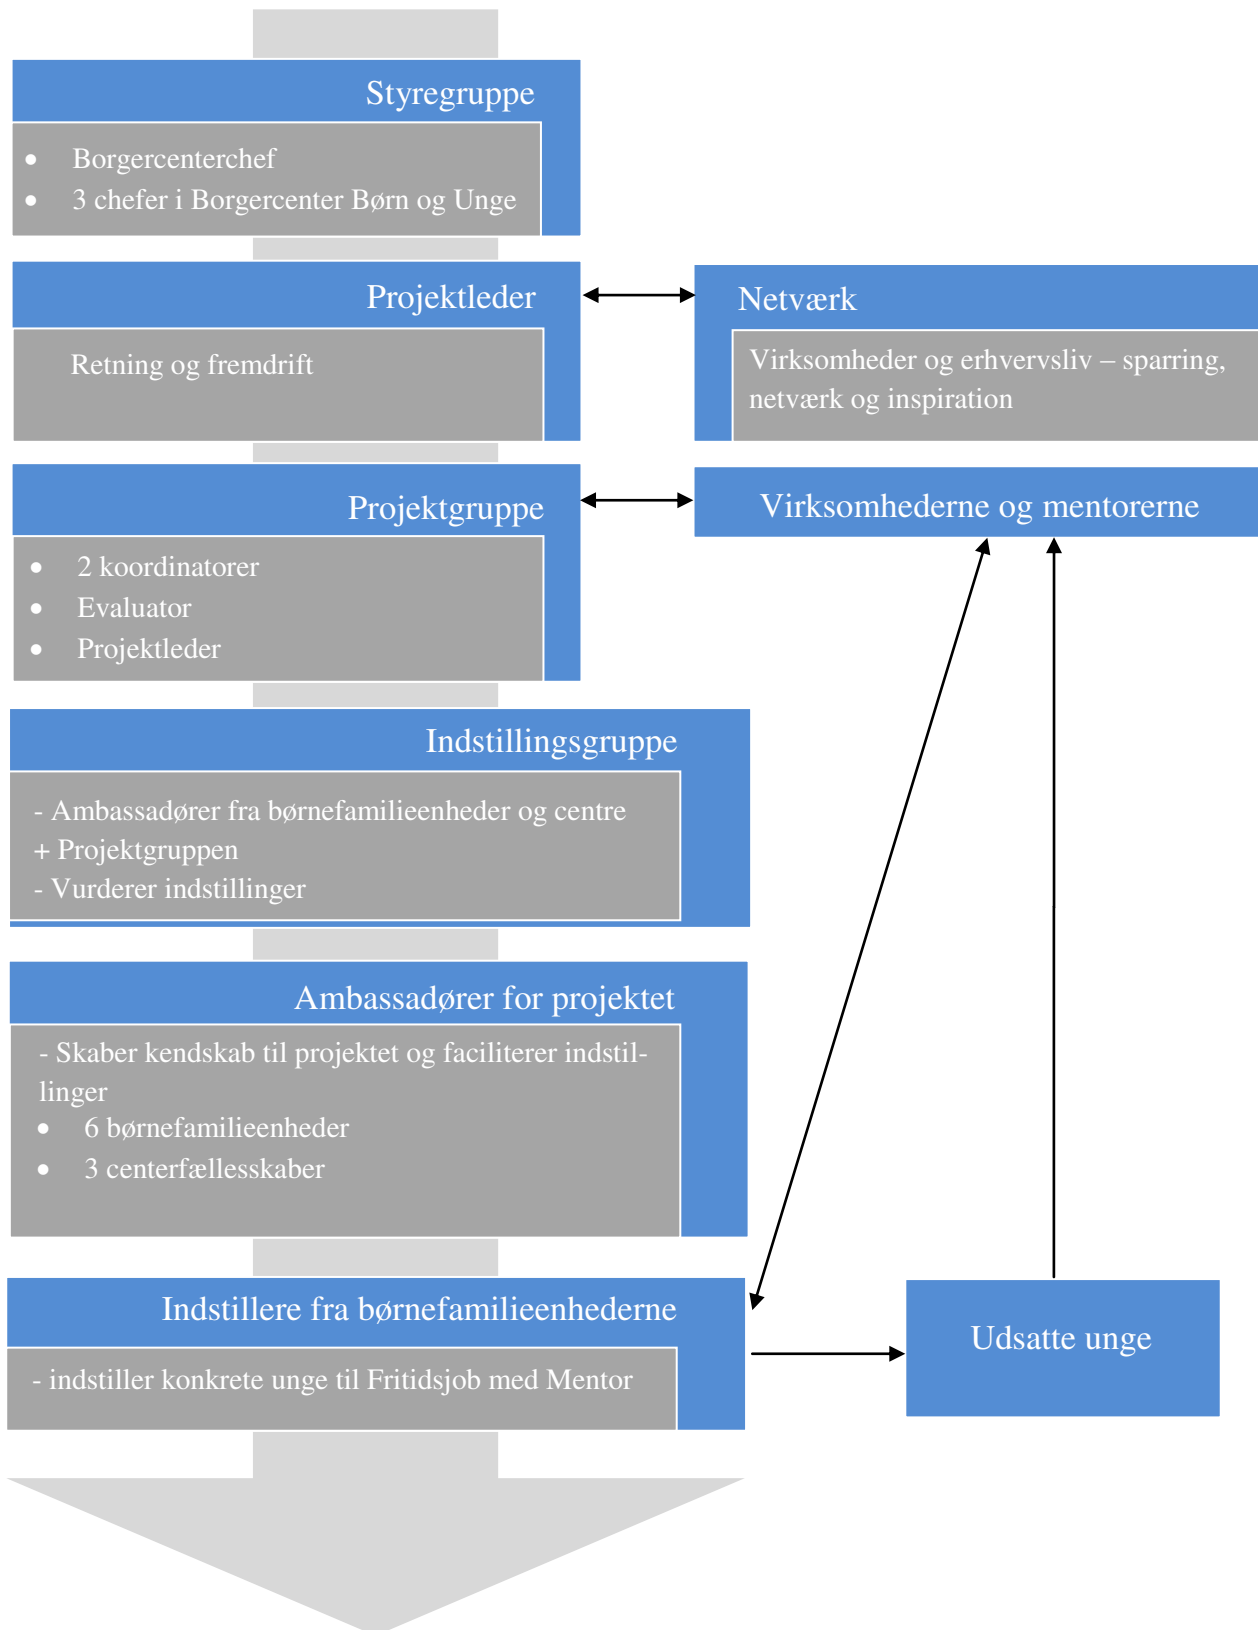 Styregruppe
• Borgercenterchef
• 3 chefer i Borgercenter Børn og Unge
Projektleder
Retning og fremdrift
Netværk
Virksomheder og erhvervsliv – sparring,
netværk og inspiration
Projektgruppe
• 2 koordinatorer
• Evaluator
• Projektleder
Virksomhederne og mentorerne
Indstillingsgruppe
- Ambassadører fra børnefamilieenheder og centre
+ Projektgruppen
- Vurderer indstillinger
Ambassadører for projektet
- Skaber kendskab til projektet og faciliterer indstil-
linger
• 6 børnefamilieenheder
• 3 centerfællesskaber
Indstillere fra børnefamilieenhederne
- indstiller konkrete unge til Fritidsjob med Mentor
Udsatte unge